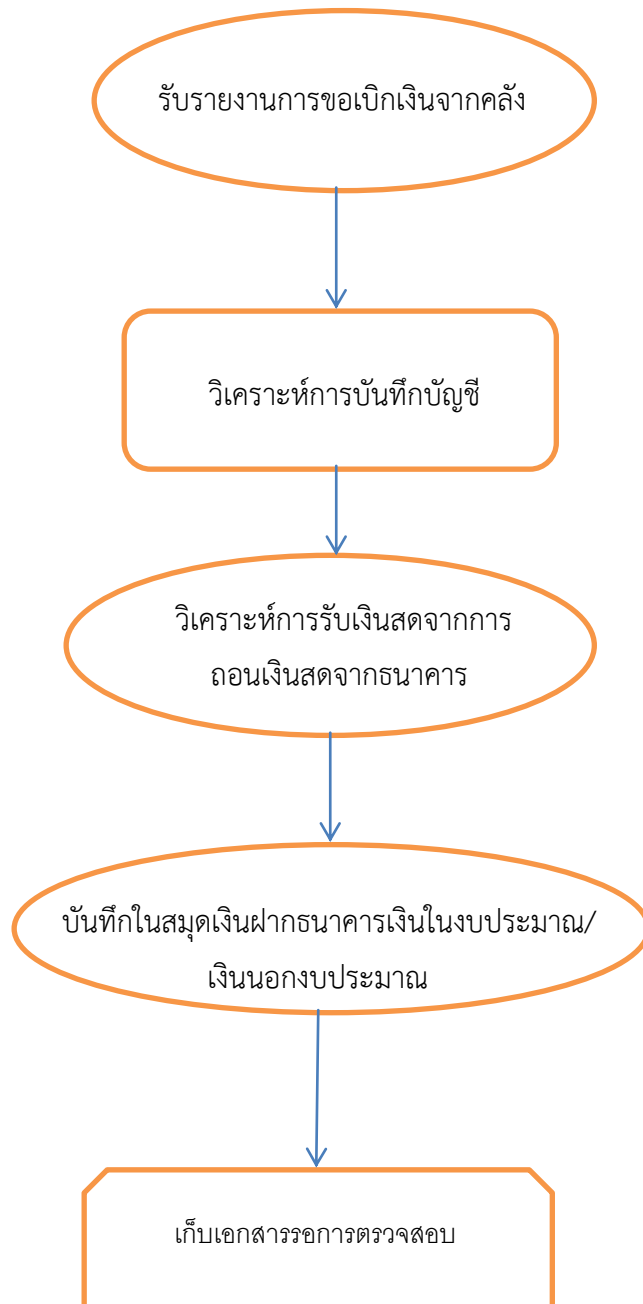 รับรายงานการขอเบิกเงินจากคลัง
วิเคราะห์การบันทึกบัญชี
วิเคราะห์การรับเงินสดจากการ
ถอนเงินสดจากธนาคาร
บันทึกในสมุดเงินฝากธนาคารเงินในงบประมาณ/
เงินนอกงบประมาณ
เก็บเอกสารรอการตรวจสอบ